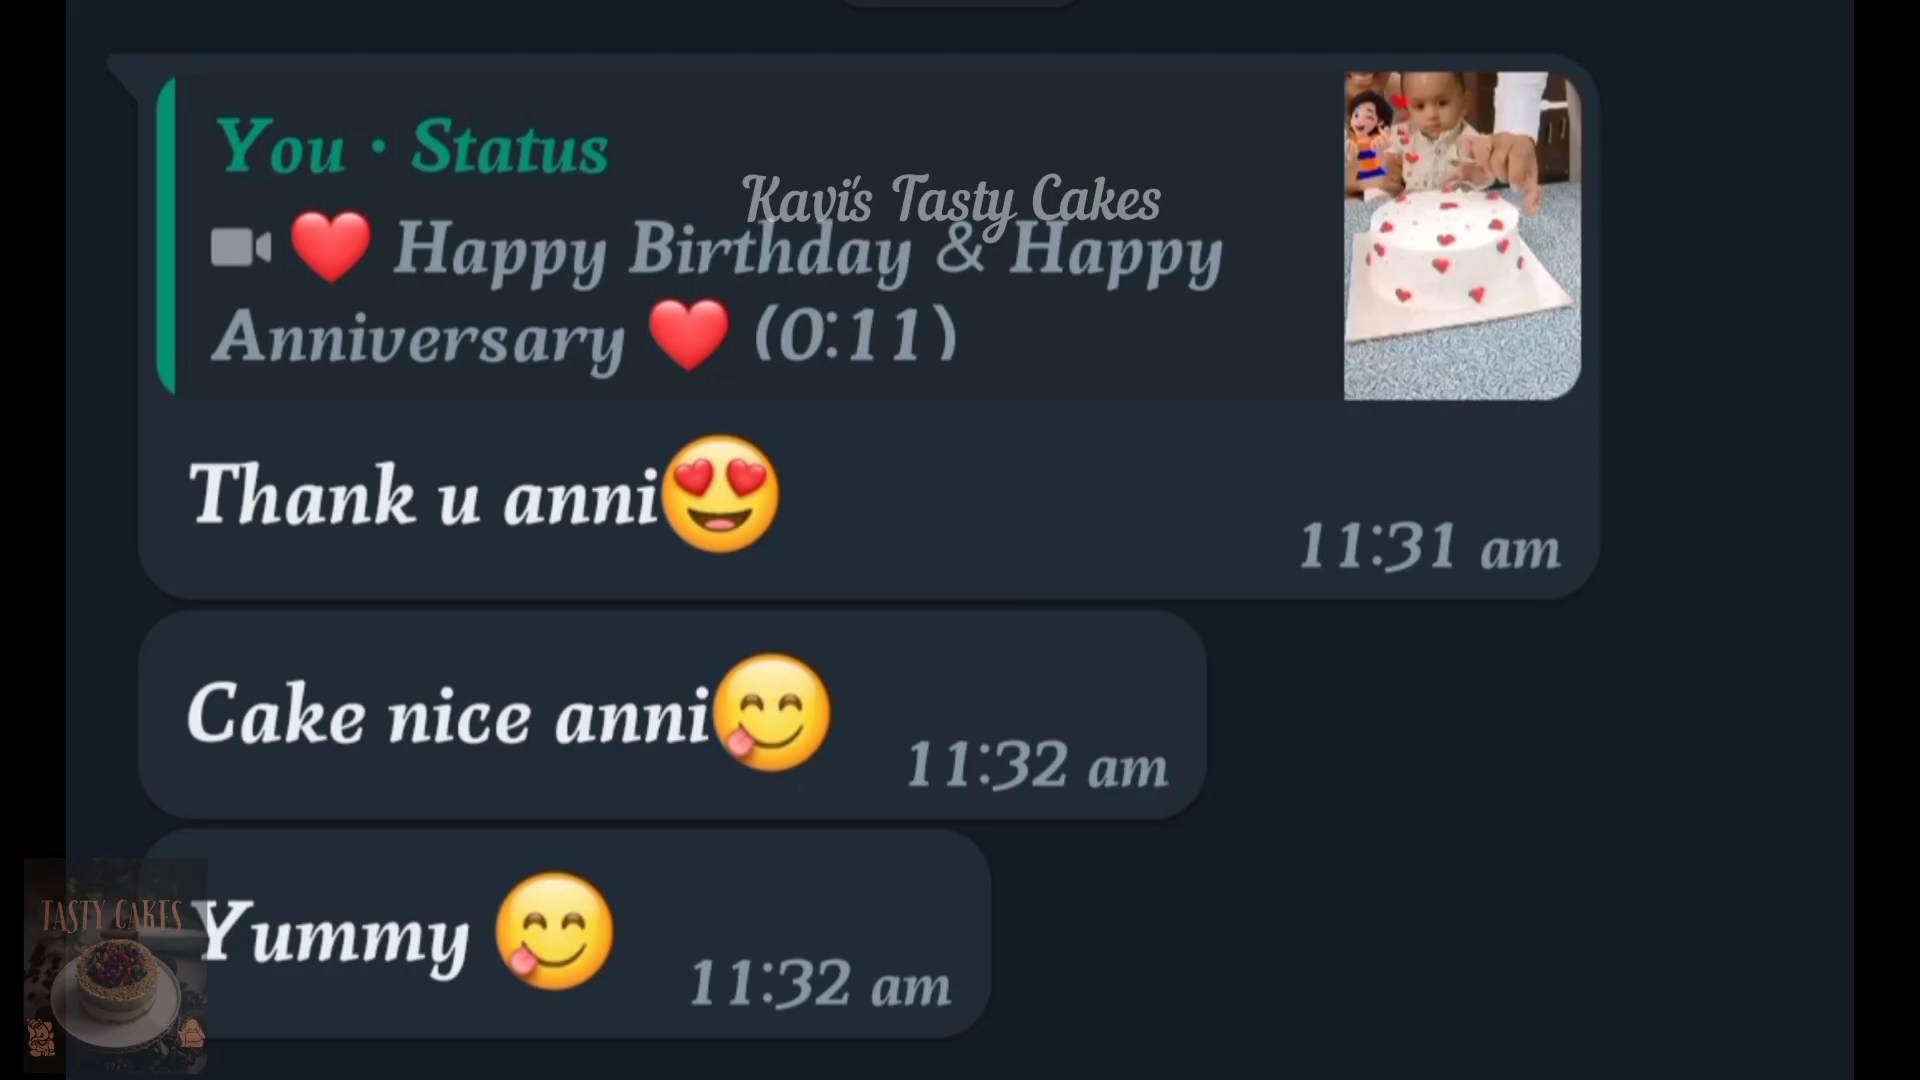 You · Status
Kavi's Tasty Cakes
❤️ Happy Birthday & Happy
Anniversary ❤️ (0:11)
Thank u anni😍
11:31 am
Cake nice anni😋
11:32 am
TASTY CAKES
Yummy 😋
11:32 am